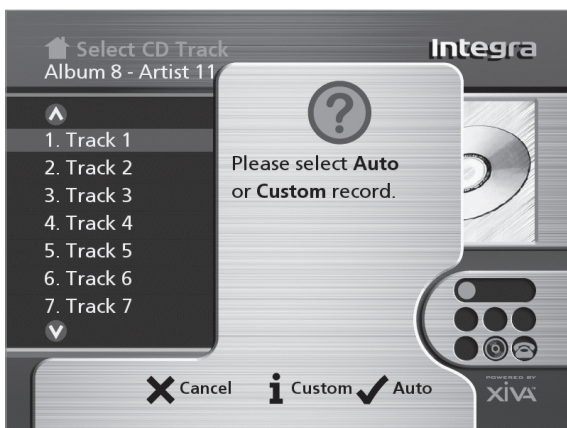 Select CD Track
Integra
Album 8 - Artist 11
1. Track 1
2. Track 2
3. Track 3
4. Track 4
5. Track 5
6. Track 6
7. Track 7
?
Please select Auto
or Custom record.
Cancel
i Custom
Auto
POWERED BY
XiVA